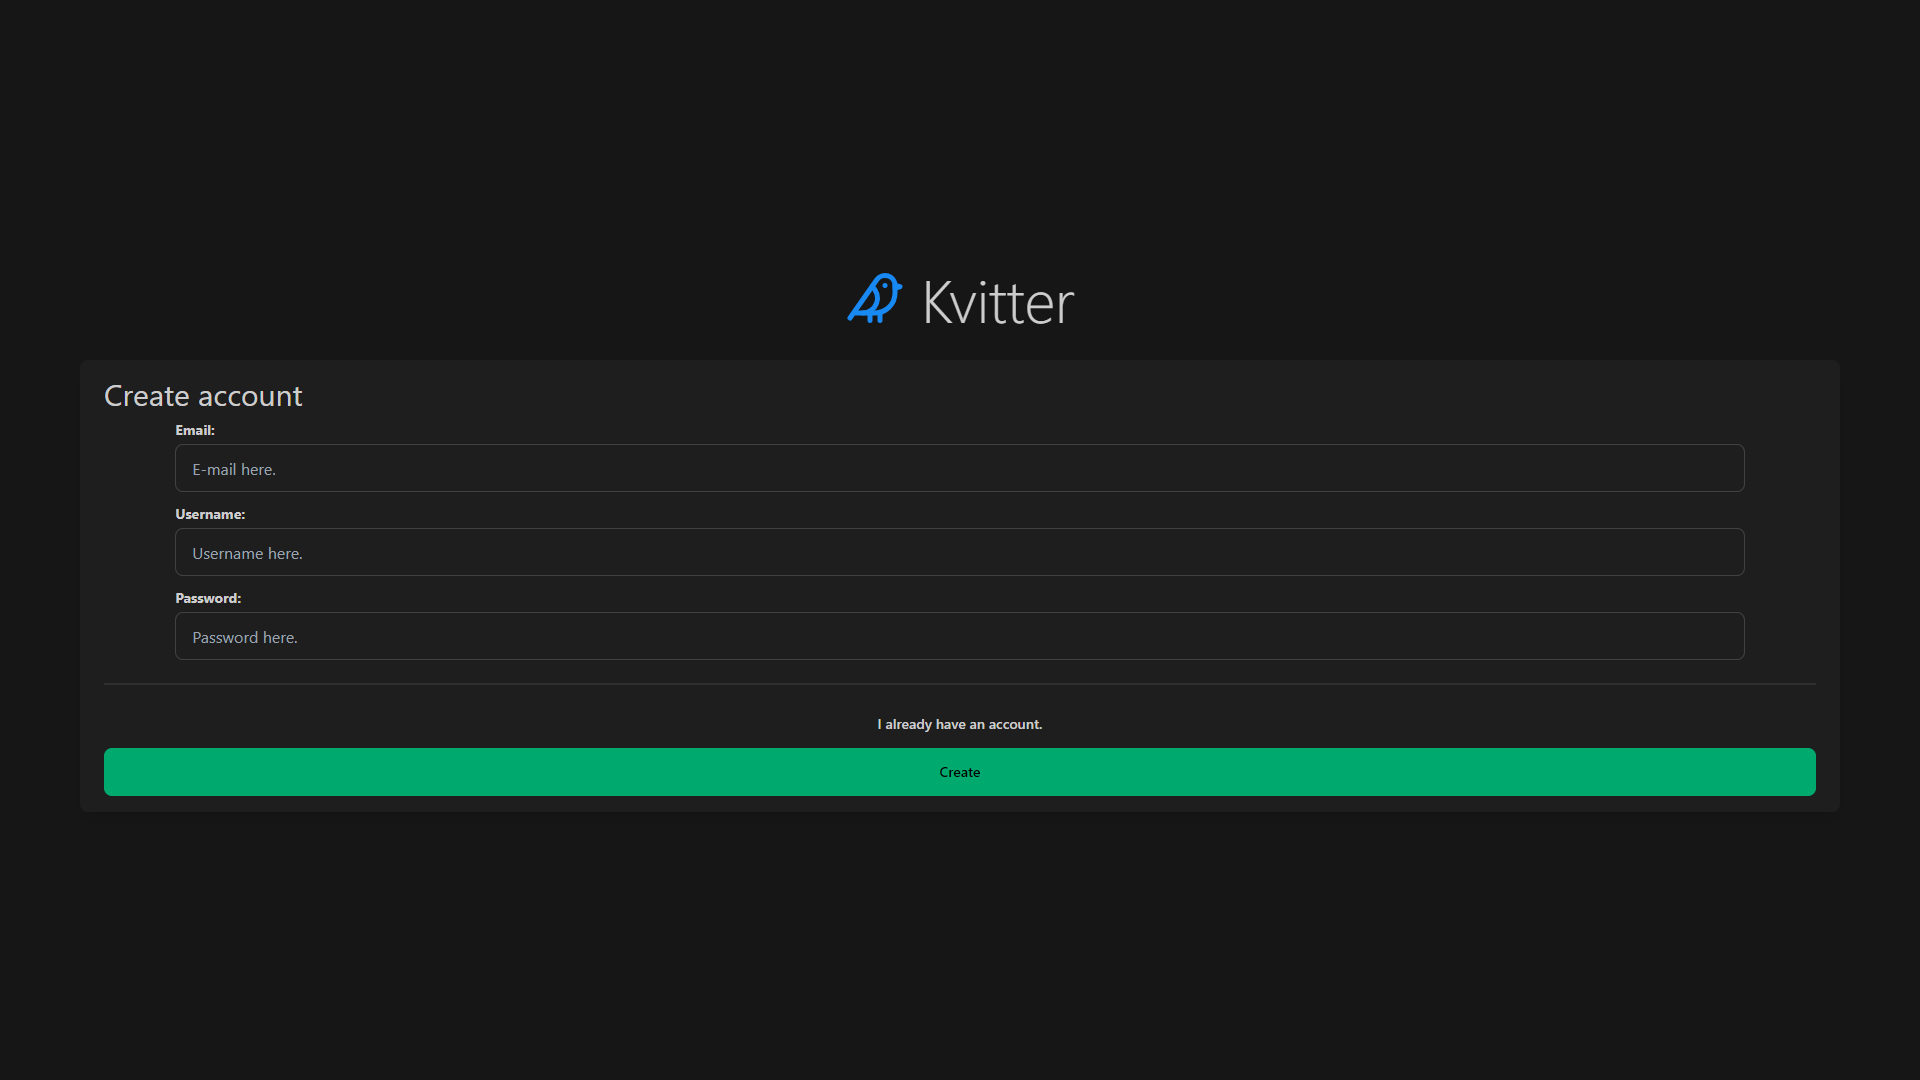 Kvitter
Create account
Email:
E-mail here.
Username:
Username here.
Password:
Password here.
I already have an account.
Create